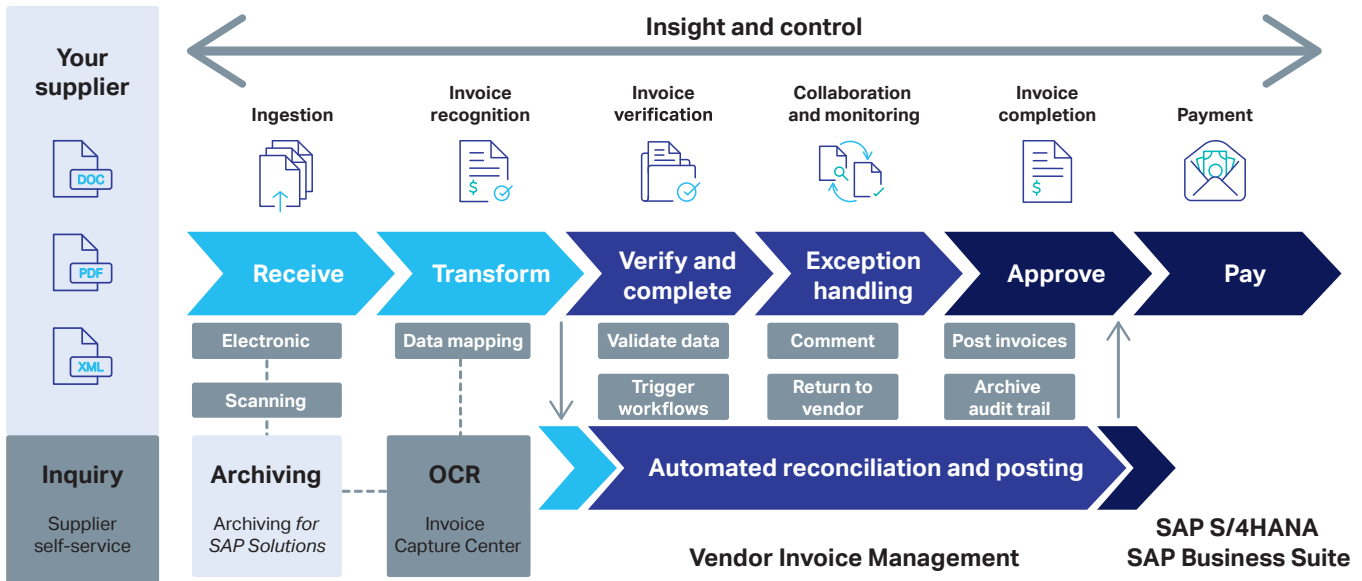 Insight and control
Your
supplier
DOC
PDF
XML
Inquiry
Supplier
self-service
Ingestion
Invoice
recognition
Invoice
verification
Collaboration
and monitoring
Invoice
completion
Payment
$
$
Receive
Transform
Verify and
complete
Exception
handling
Approve
Pay
Electronic
Scanning
Data mapping
Validate data
Trigger
workflows
Comment
Return to
vendor
Post invoices
Archive
audit trail
Archiving
Archiving for
SAP Solutions
OCR
Invoice
Capture Center
Automated reconciliation and posting
Vendor Invoice Management
SAP S/4HANA
SAP Business Suite